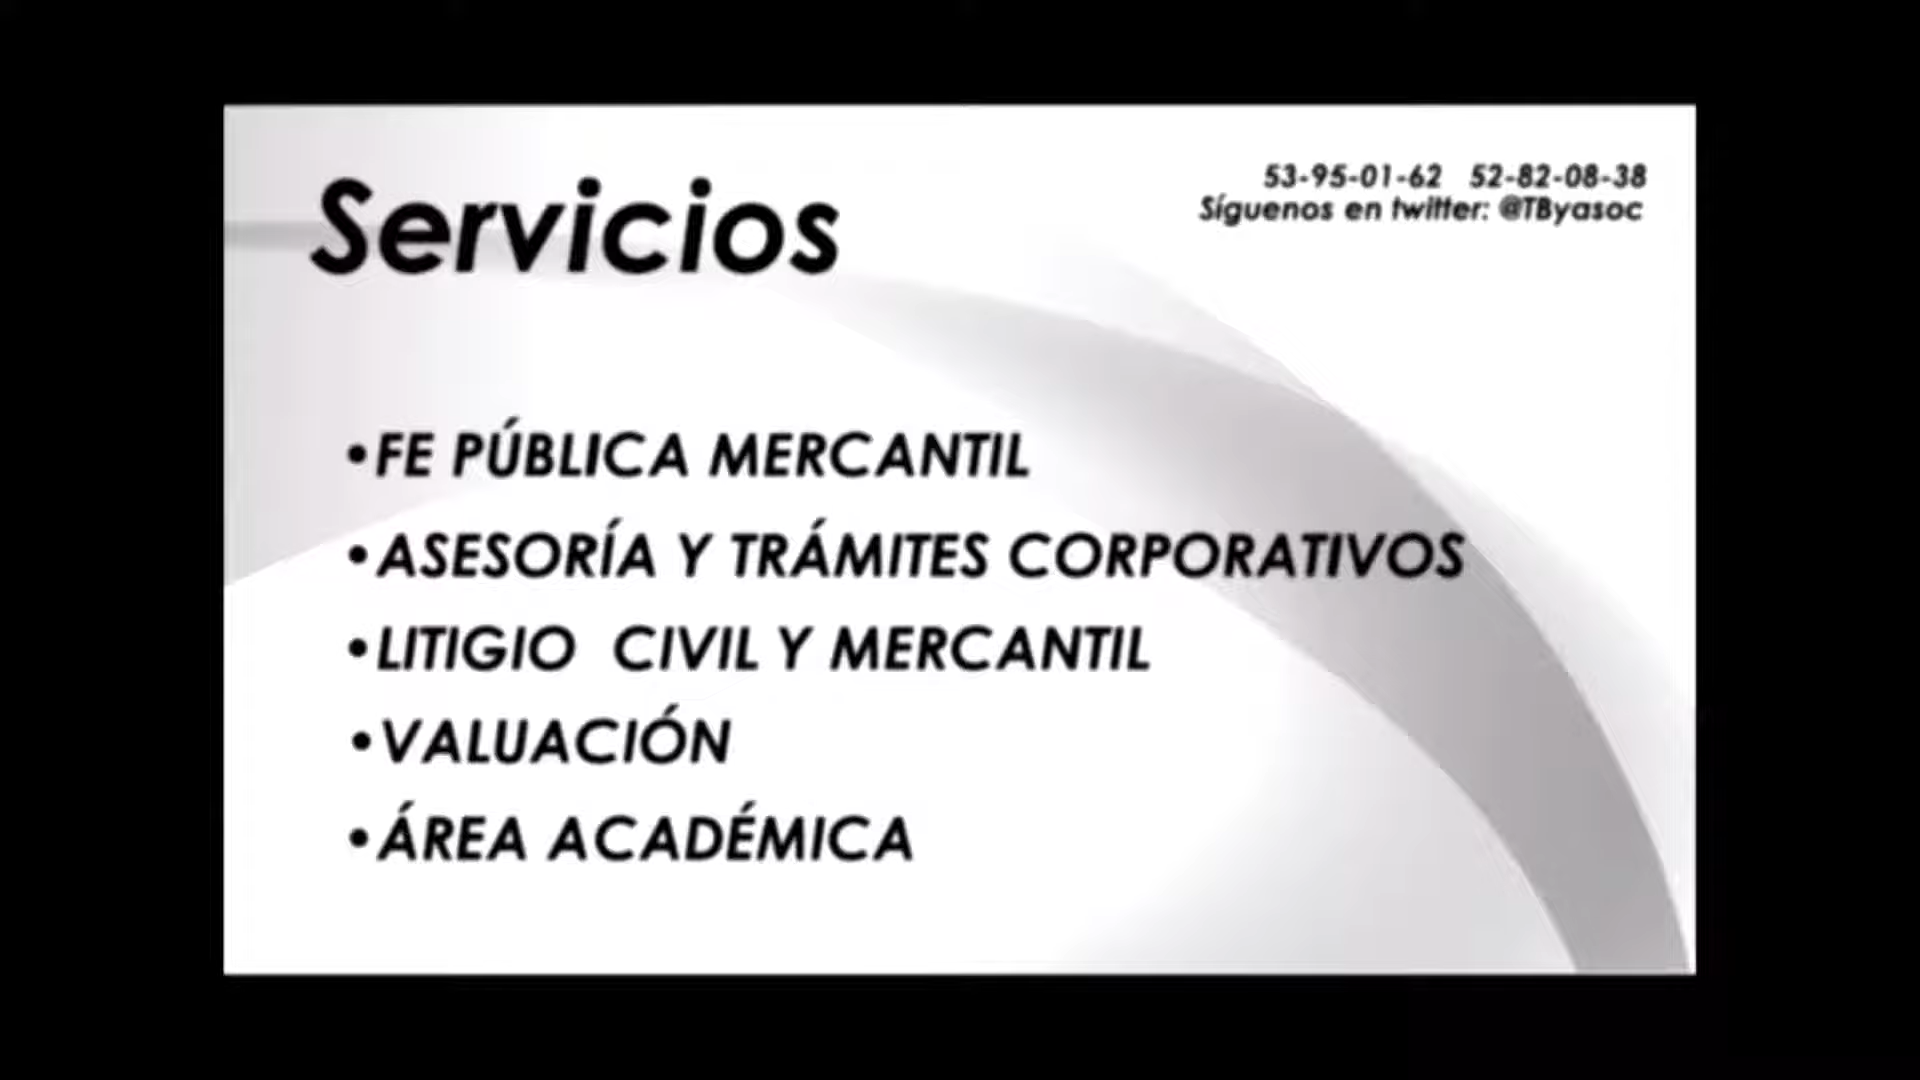 Servicios
53-95-01-62 52-82-08-38
Síguenos en twitter: @TByasoc
•FE PÚBLICA MERCANTIL
•ASESORÍA Y TRÁMITES CORPORATIVOS
•LITIGIO CIVIL Y MERCANTIL
•VALUACIÓN
•ÁREA ACADÉMICA